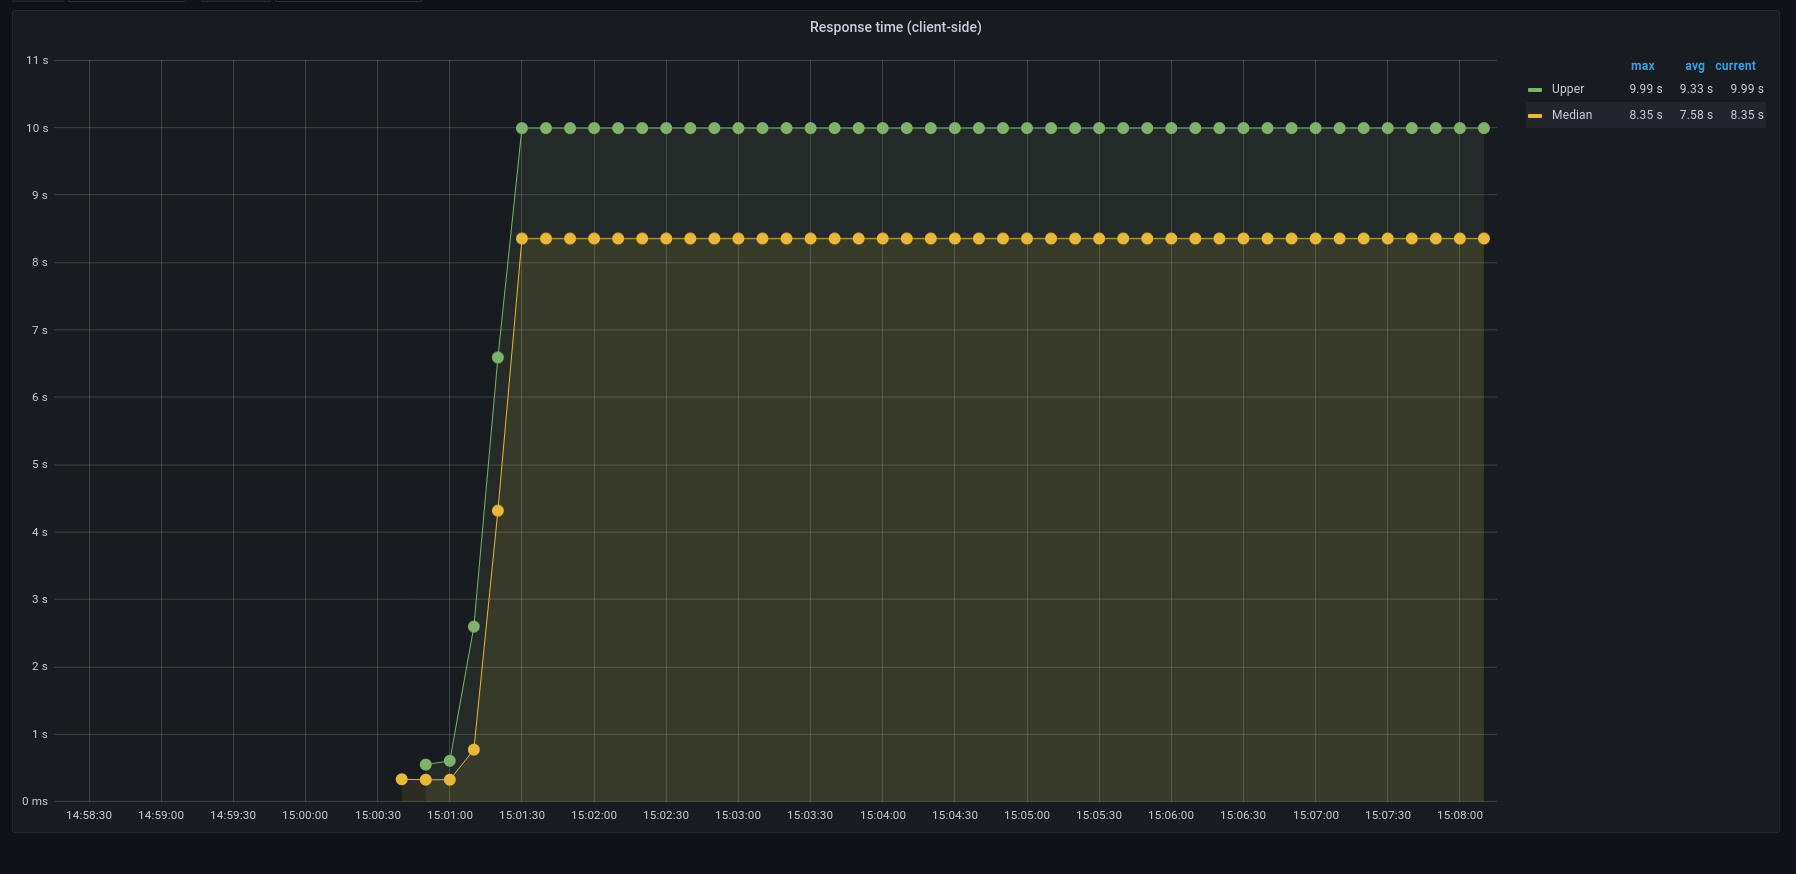 Response time (client-side)
max avg current
Upper 9.99 s 9.33 s 9.99 s
Median 8.35 s 7.58 s 8.35 s
11 s
10 s
9 s
8 s
7 s
6 s
5 s
4 s
3 s
2 s
1 s
0 ms
14:58:30 14:59:00 14:59:30 15:00:00 15:00:30 15:01:00 15:01:30 15:02:00 15:02:30 15:03:00 15:03:30 15:04:00 15:04:30 15:05:00 15:05:30 15:06:00 15:06:30 15:07:00 15:07:30 15:08:00